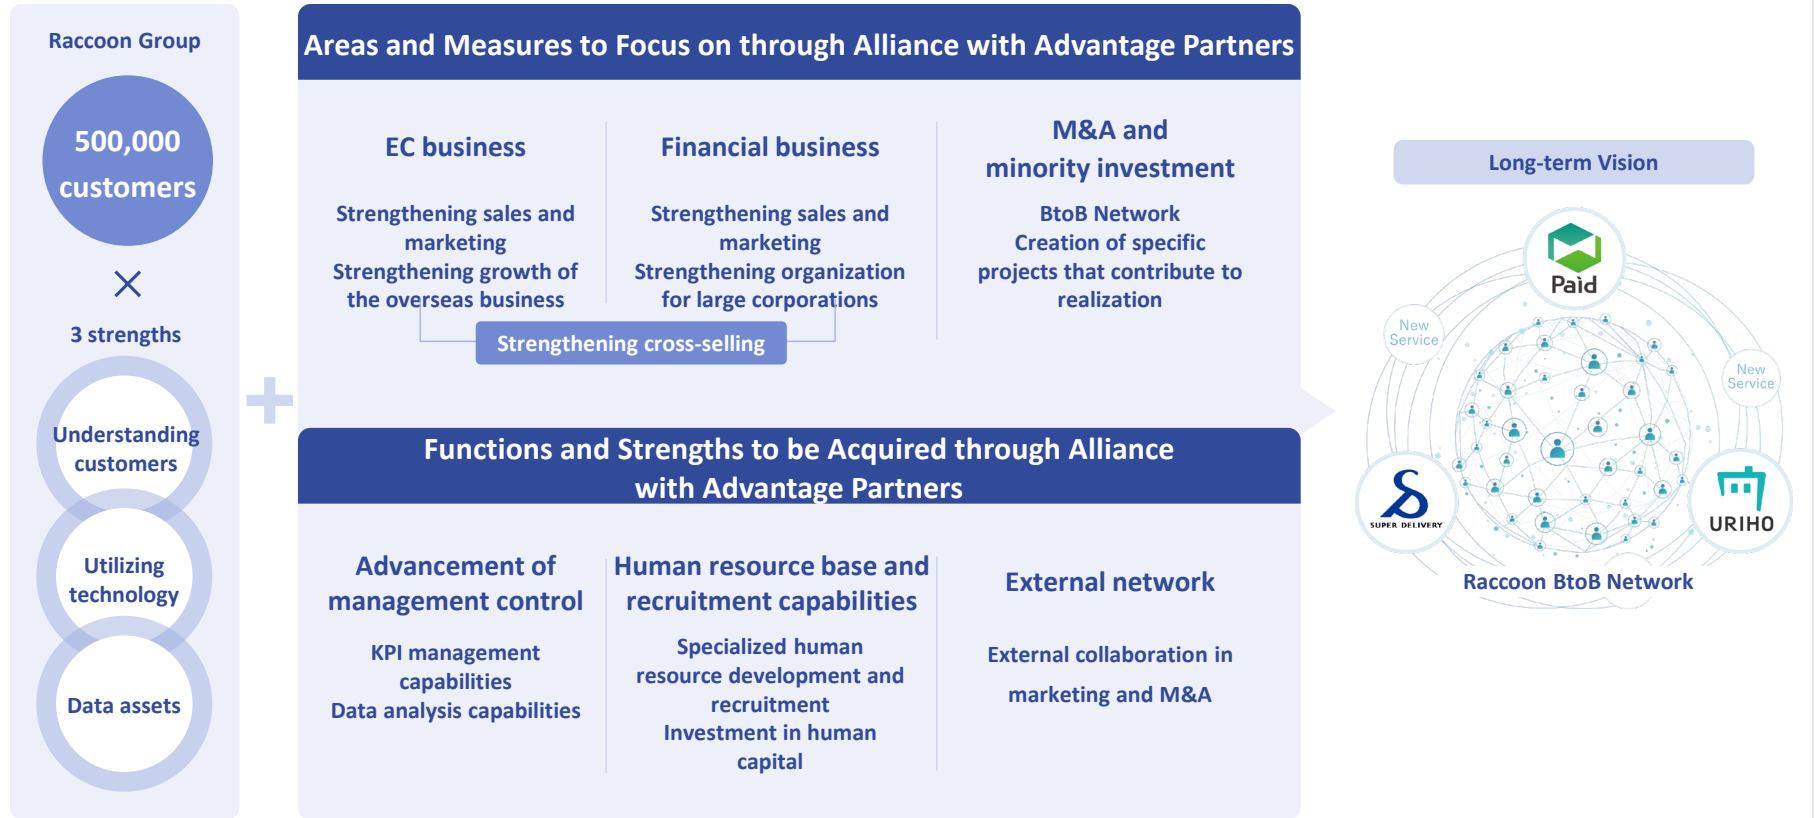 Raccoon Group
500,000
customers
×
3 strengths
Understanding
customers
Utilizing
technology
Data assets
+
Areas and Measures to Focus on through Alliance with Advantage Partners
EC business
Strengthening sales and
marketing
Strengthening growth of
the overseas business
Financial business
Strengthening sales and
marketing
Strengthening organization
for large corporations
Strengthening cross-selling
M&A and
minority investment
BtoB Network
Creation of specific
projects that contribute to
realization
Functions and Strengths to be Acquired through Alliance
with Advantage Partners
Advancement of
management control
KPI management
capabilities
Data analysis capabilities
Human resource base and
recruitment capabilities
Specialized human
resource development and
recruitment
Investment in human
capital
External network
External collaboration in
marketing and M&A
Long-term Vision
Paid
New
Service
New
Service
SUPER DELIVERY
URIHO
Raccoon BtoB Network